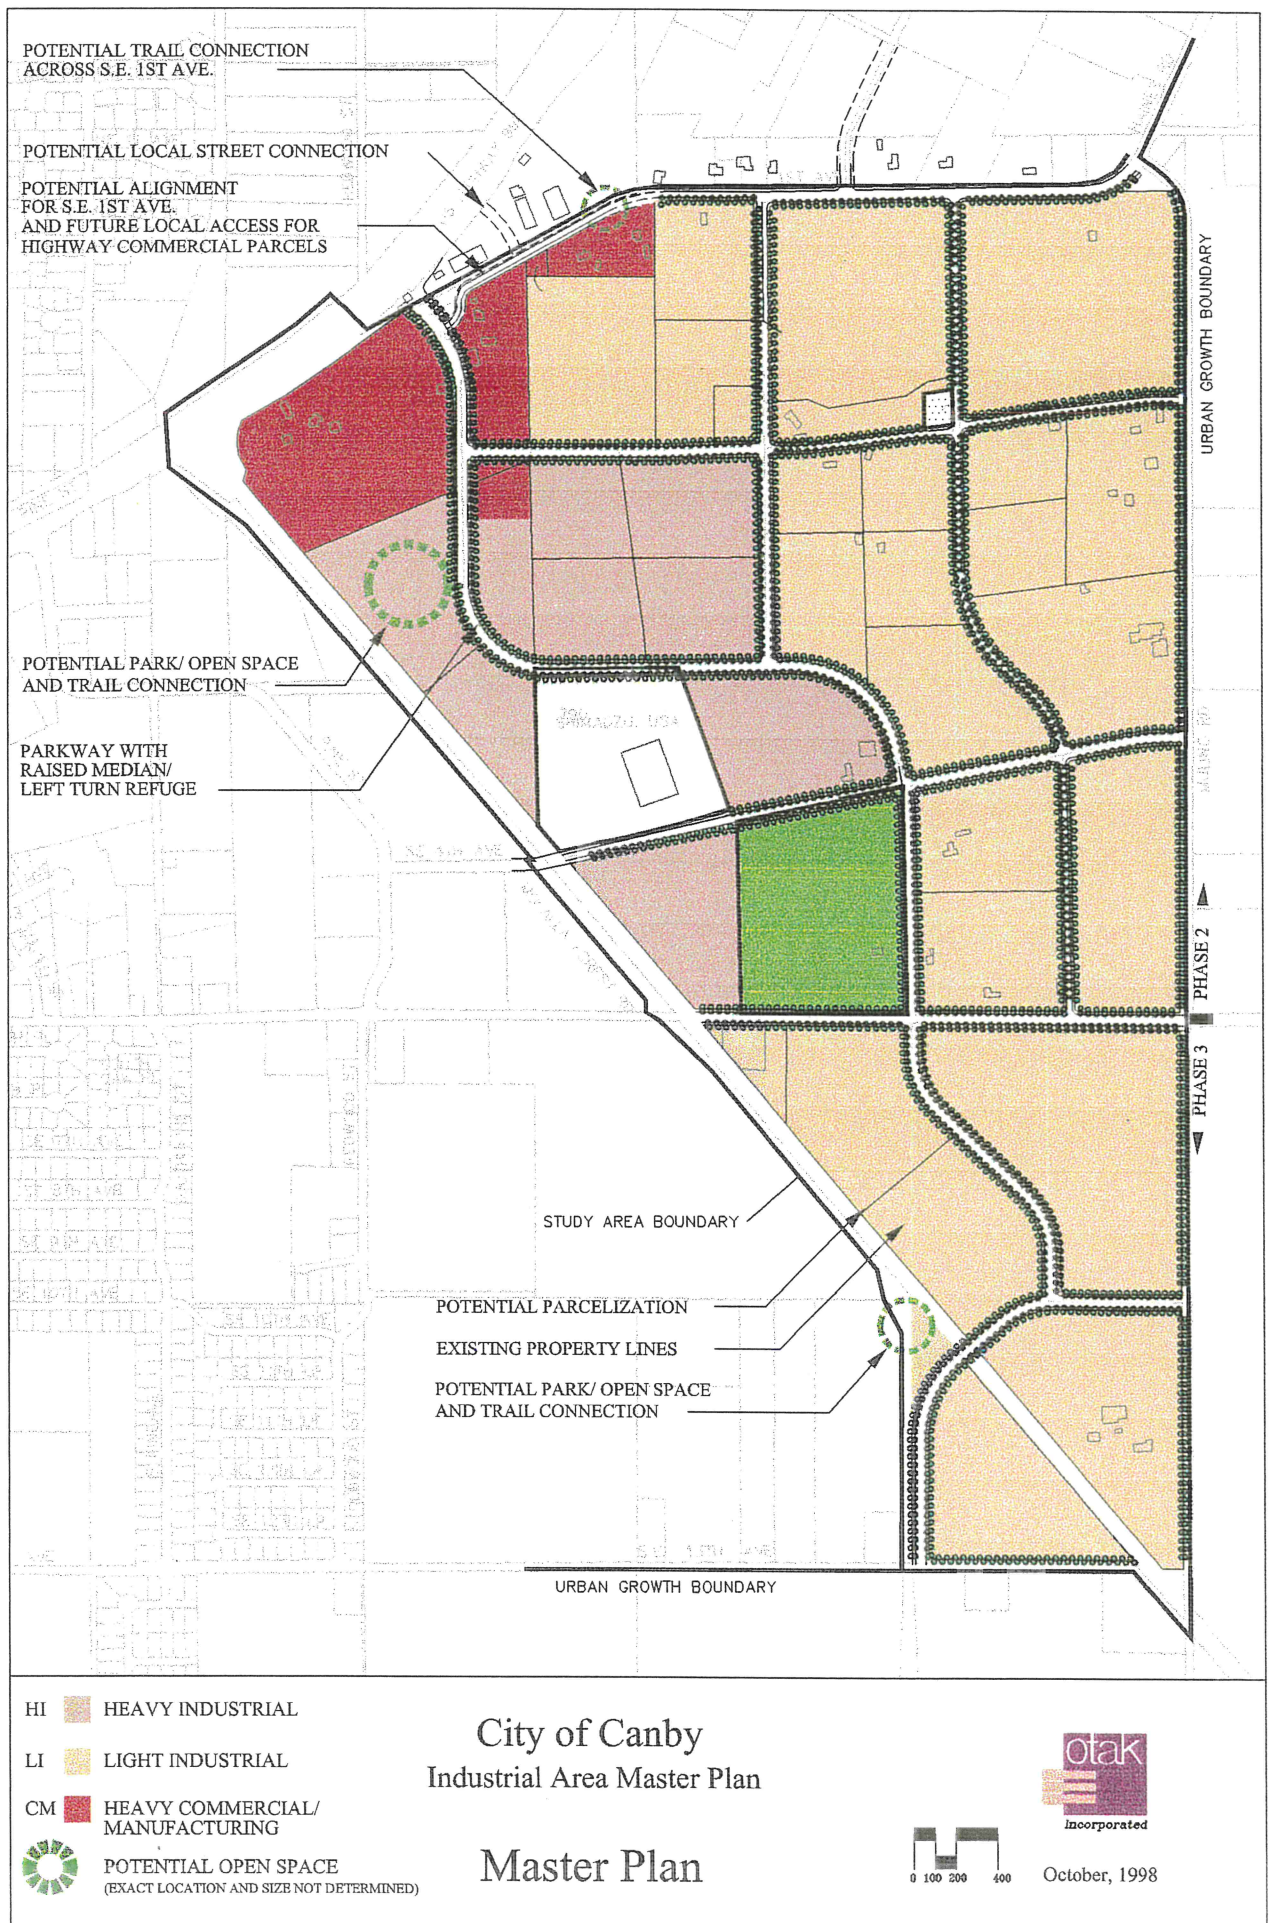 POTENTIAL TRAIL CONNECTION
ACROSS S.E. 1ST AVE.
POTENTIAL LOCAL STREET CONNECTION
POTENTIAL ALIGNMENT
FOR S.E. 1ST AVE.
AND FUTURE LOCAL ACCESS FOR
HIGHWAY COMMERCIAL PARCELS
URBAN GROWTH BOUNDARY
POTENTIAL PARK/ OPEN SPACE
AND TRAIL CONNECTION
PARKWAY WITH
RAISED MEDIAN/
LEFT TURN REFUGE
PHASE 2
PHASE 3
STUDY AREA BOUNDARY
POTENTIAL PARCELIZATION
EXISTING PROPERTY LINES
POTENTIAL PARK/ OPEN SPACE
AND TRAIL CONNECTION
URBAN GROWTH BOUNDARY
HI HEAVY INDUSTRIAL
LI LIGHT INDUSTRIAL
CM HEAVY COMMERCIAL/
MANUFACTURING
POTENTIAL OPEN SPACE
(EXACT LOCATION AND SIZE NOT DETERMINED)
City of Canby
Industrial Area Master Plan
Master Plan
otak
Incorporated
0 100 200 400
October, 1998